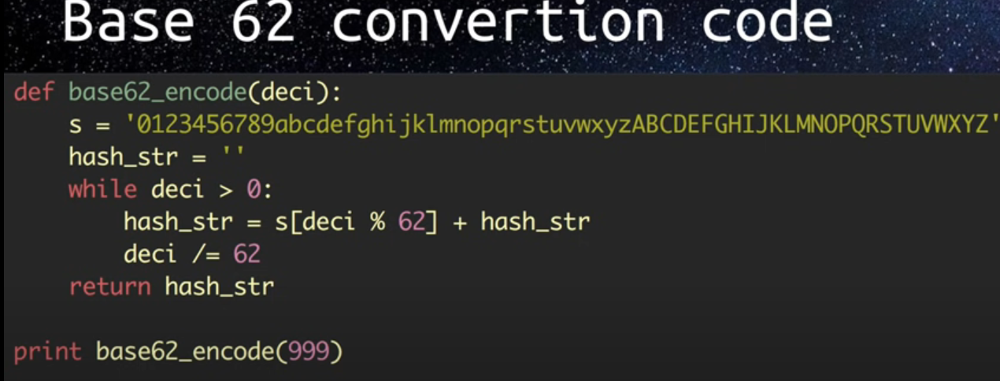 Base 62 convertion code
def base62_encode(deci):
    s = '0123456789abcdefghijklmnopqrstuvwxyzABCDEFGHIJKLMNOPQRSTUVWXYZ'
    hash_str = ''
    while deci > 0:
        hash_str = s[deci % 62] + hash_str
        deci /= 62
    return hash_str
print base62_encode(999)